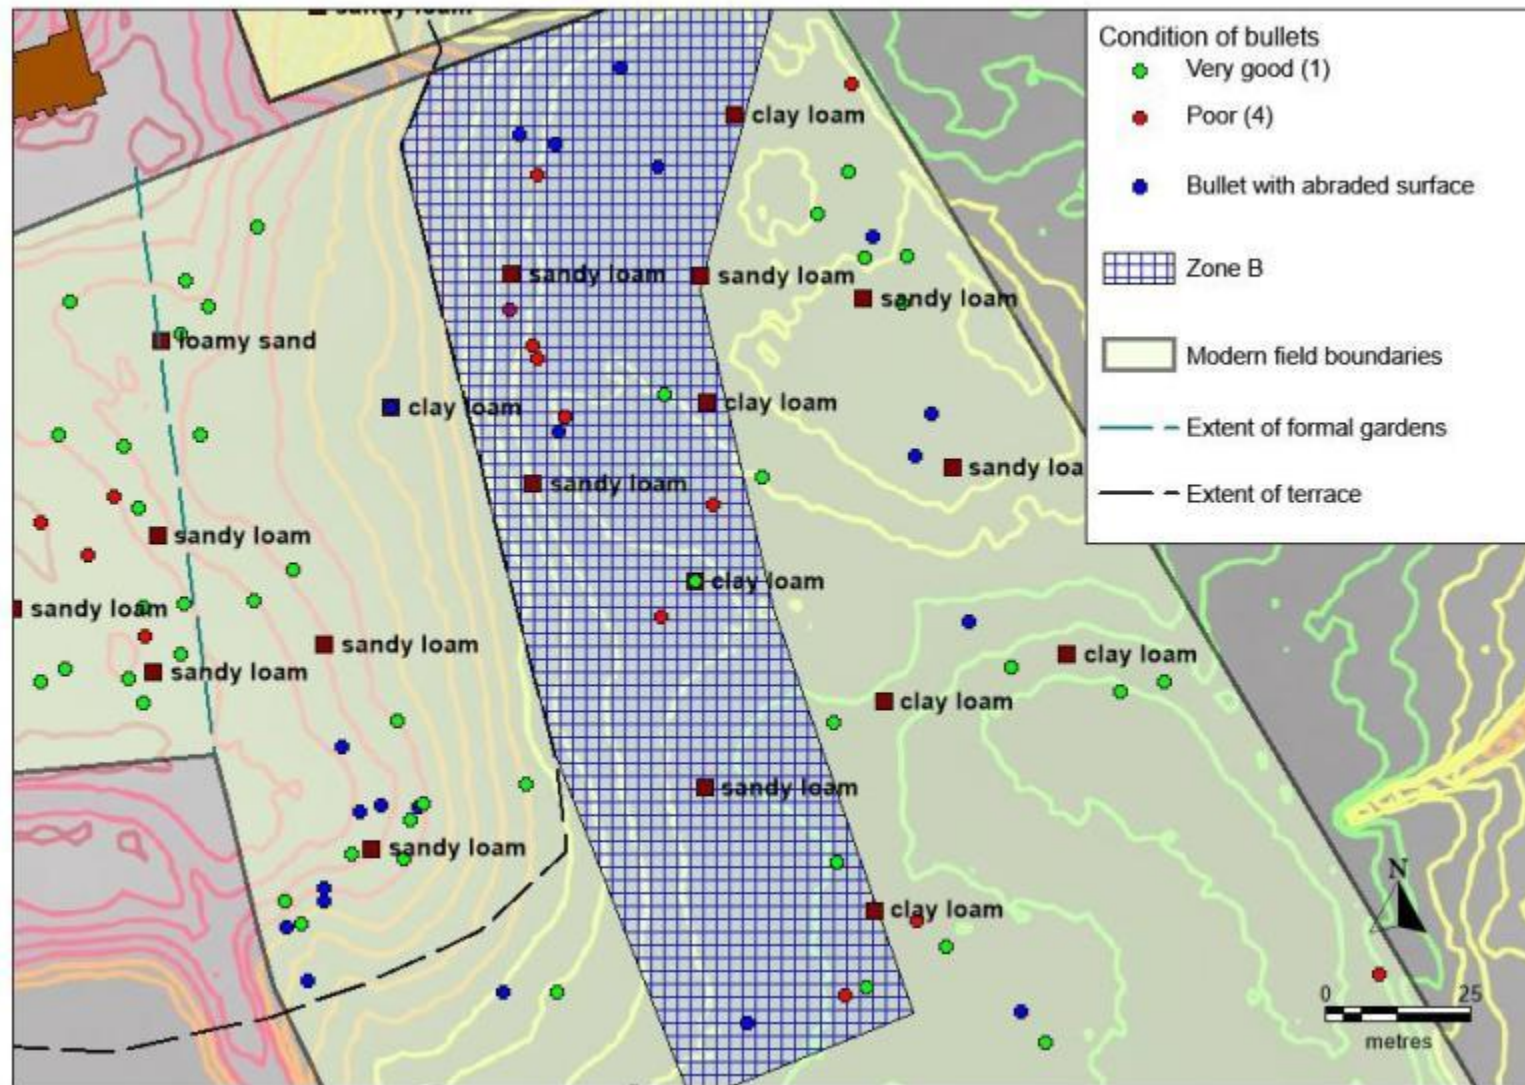 sandy loam
clay loam
sandy loam
sandy loam
sandy loam
loamy sand
clay loam
clay loam
sandy loa
sandy loam
sandy loam
clay loam
sandy loam
sandy loam
clay loam
sandy loam
clay loam
sandy loam
sandy loam
clay loam
Condition of bullets
Very good (1)
Poor (4)
Bullet with abraded surface
Zone B
Modern field boundaries
Extent of formal gardens
Extent of terrace
N
0 25
metres